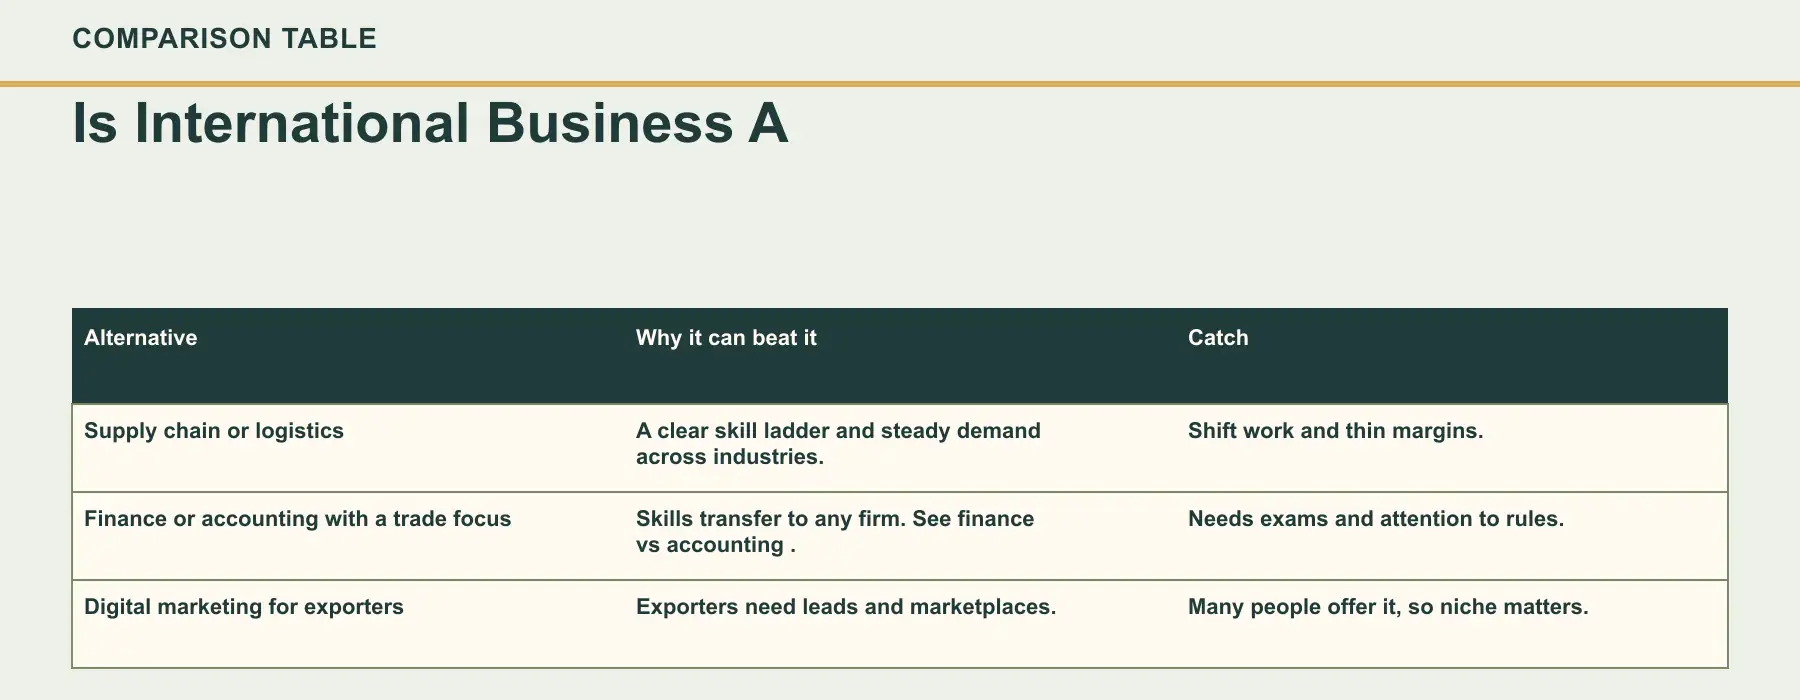 COMPARISON TABLE
Is International Business A
Alternative
Why it can beat it
Catch
Supply chain or logistics
A clear skill ladder and steady demand
across industries.
Shift work and thin margins.
Finance or accounting with a trade focus
Skills transfer to any firm. See finance
vs accounting .
Needs exams and attention to rules.
Digital marketing for exporters
Exporters need leads and marketplaces.
Many people offer it, so niche matters.